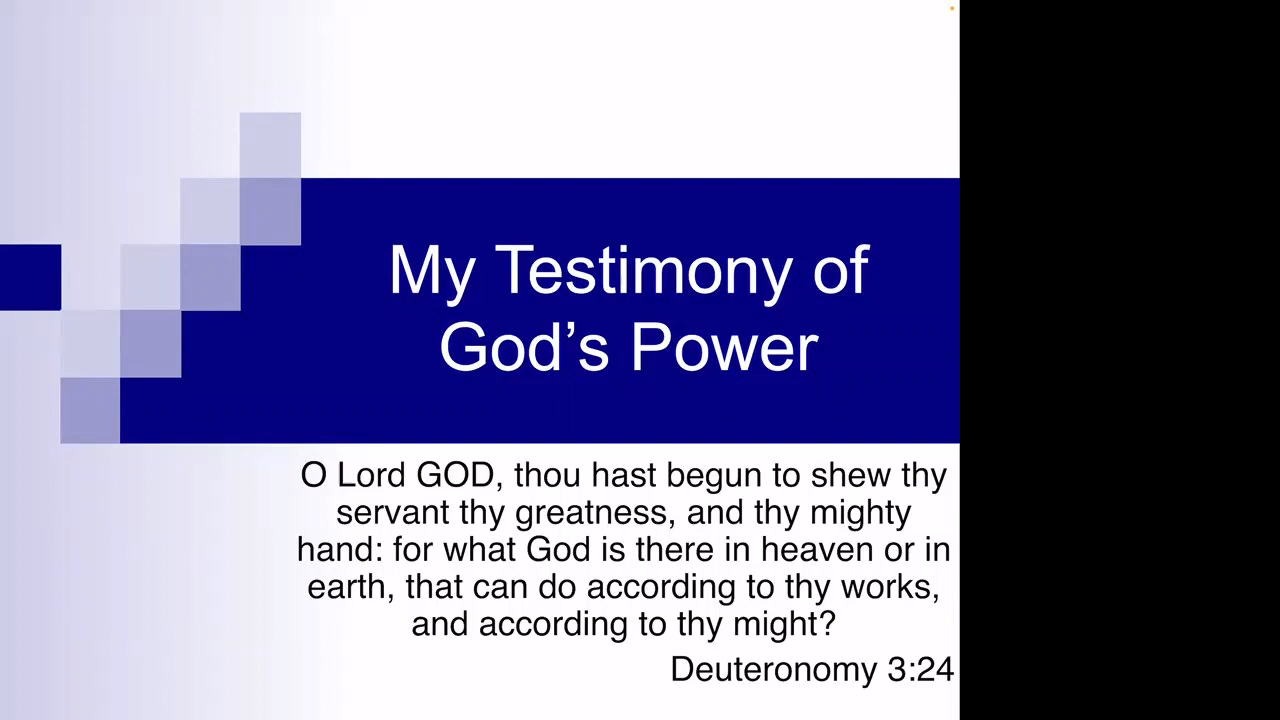 My Testimony of
God’s Power
O Lord GOD, thou hast begun to shew thy
servant thy greatness, and thy mighty
hand: for what God is there in heaven or in
earth, that can do according to thy works,
and according to thy might?
Deuteronomy 3:24